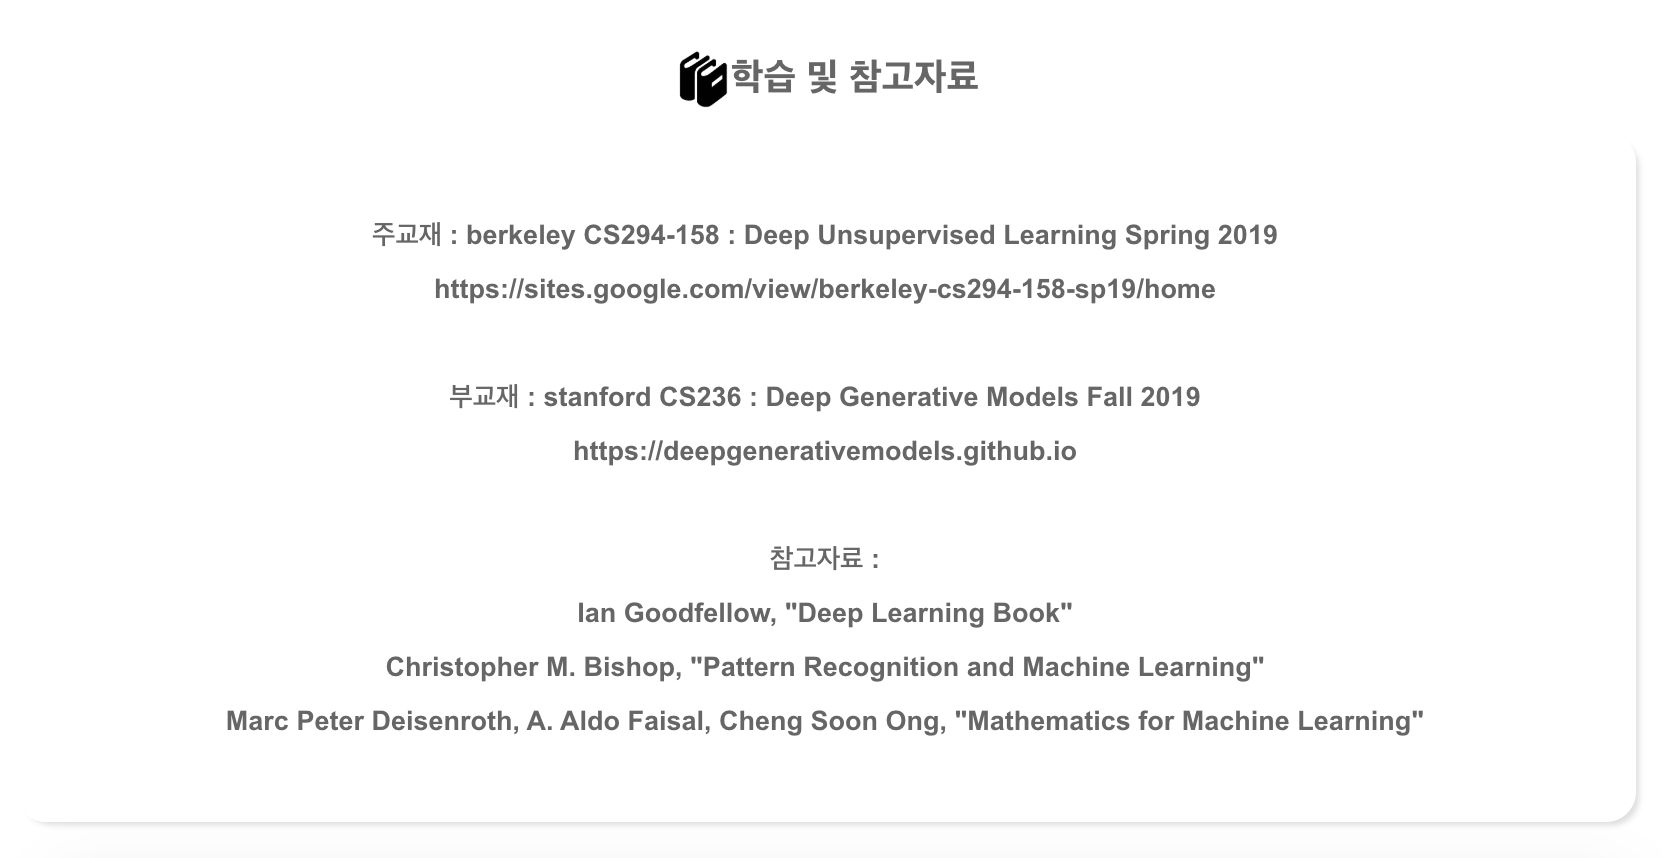 학습 및 참고자료
주교재 : berkeley CS294-158 : Deep Unsupervised Learning Spring 2019
https://sites.google.com/view/berkeley-cs294-158-sp19/home
부교재 : stanford CS236 : Deep Generative Models Fall 2019
https://deepgenerativemodels.github.io
참고자료 :
Ian Goodfellow, "Deep Learning Book"
Christopher M. Bishop, "Pattern Recognition and Machine Learning"
Marc Peter Deisenroth, A. Aldo Faisal, Cheng Soon Ong, "Mathematics for Machine Learning"